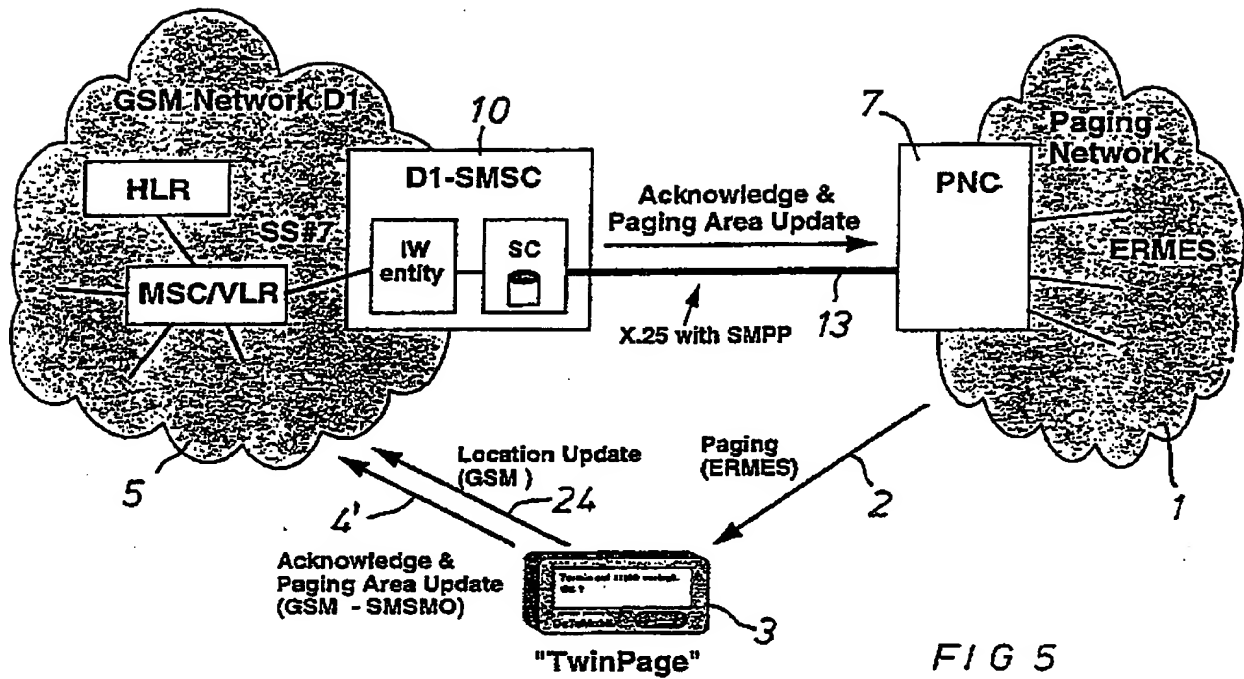 GSM Network D1
10
7
Paging
Network
HLR
D1-SMSC
PNC
Acknowledge &
Paging Area Update
SS#7
IW
entity
SC
ERMES
MSC/VLR
X.25 with SMPP
13
Location Update
(GSM )
Paging
(ERMES)
5
4'
24
2
1
Acknowledge &
Paging Area Update
(GSM - SMSMO)
OK ?
3
"TwinPage"
FIG 5